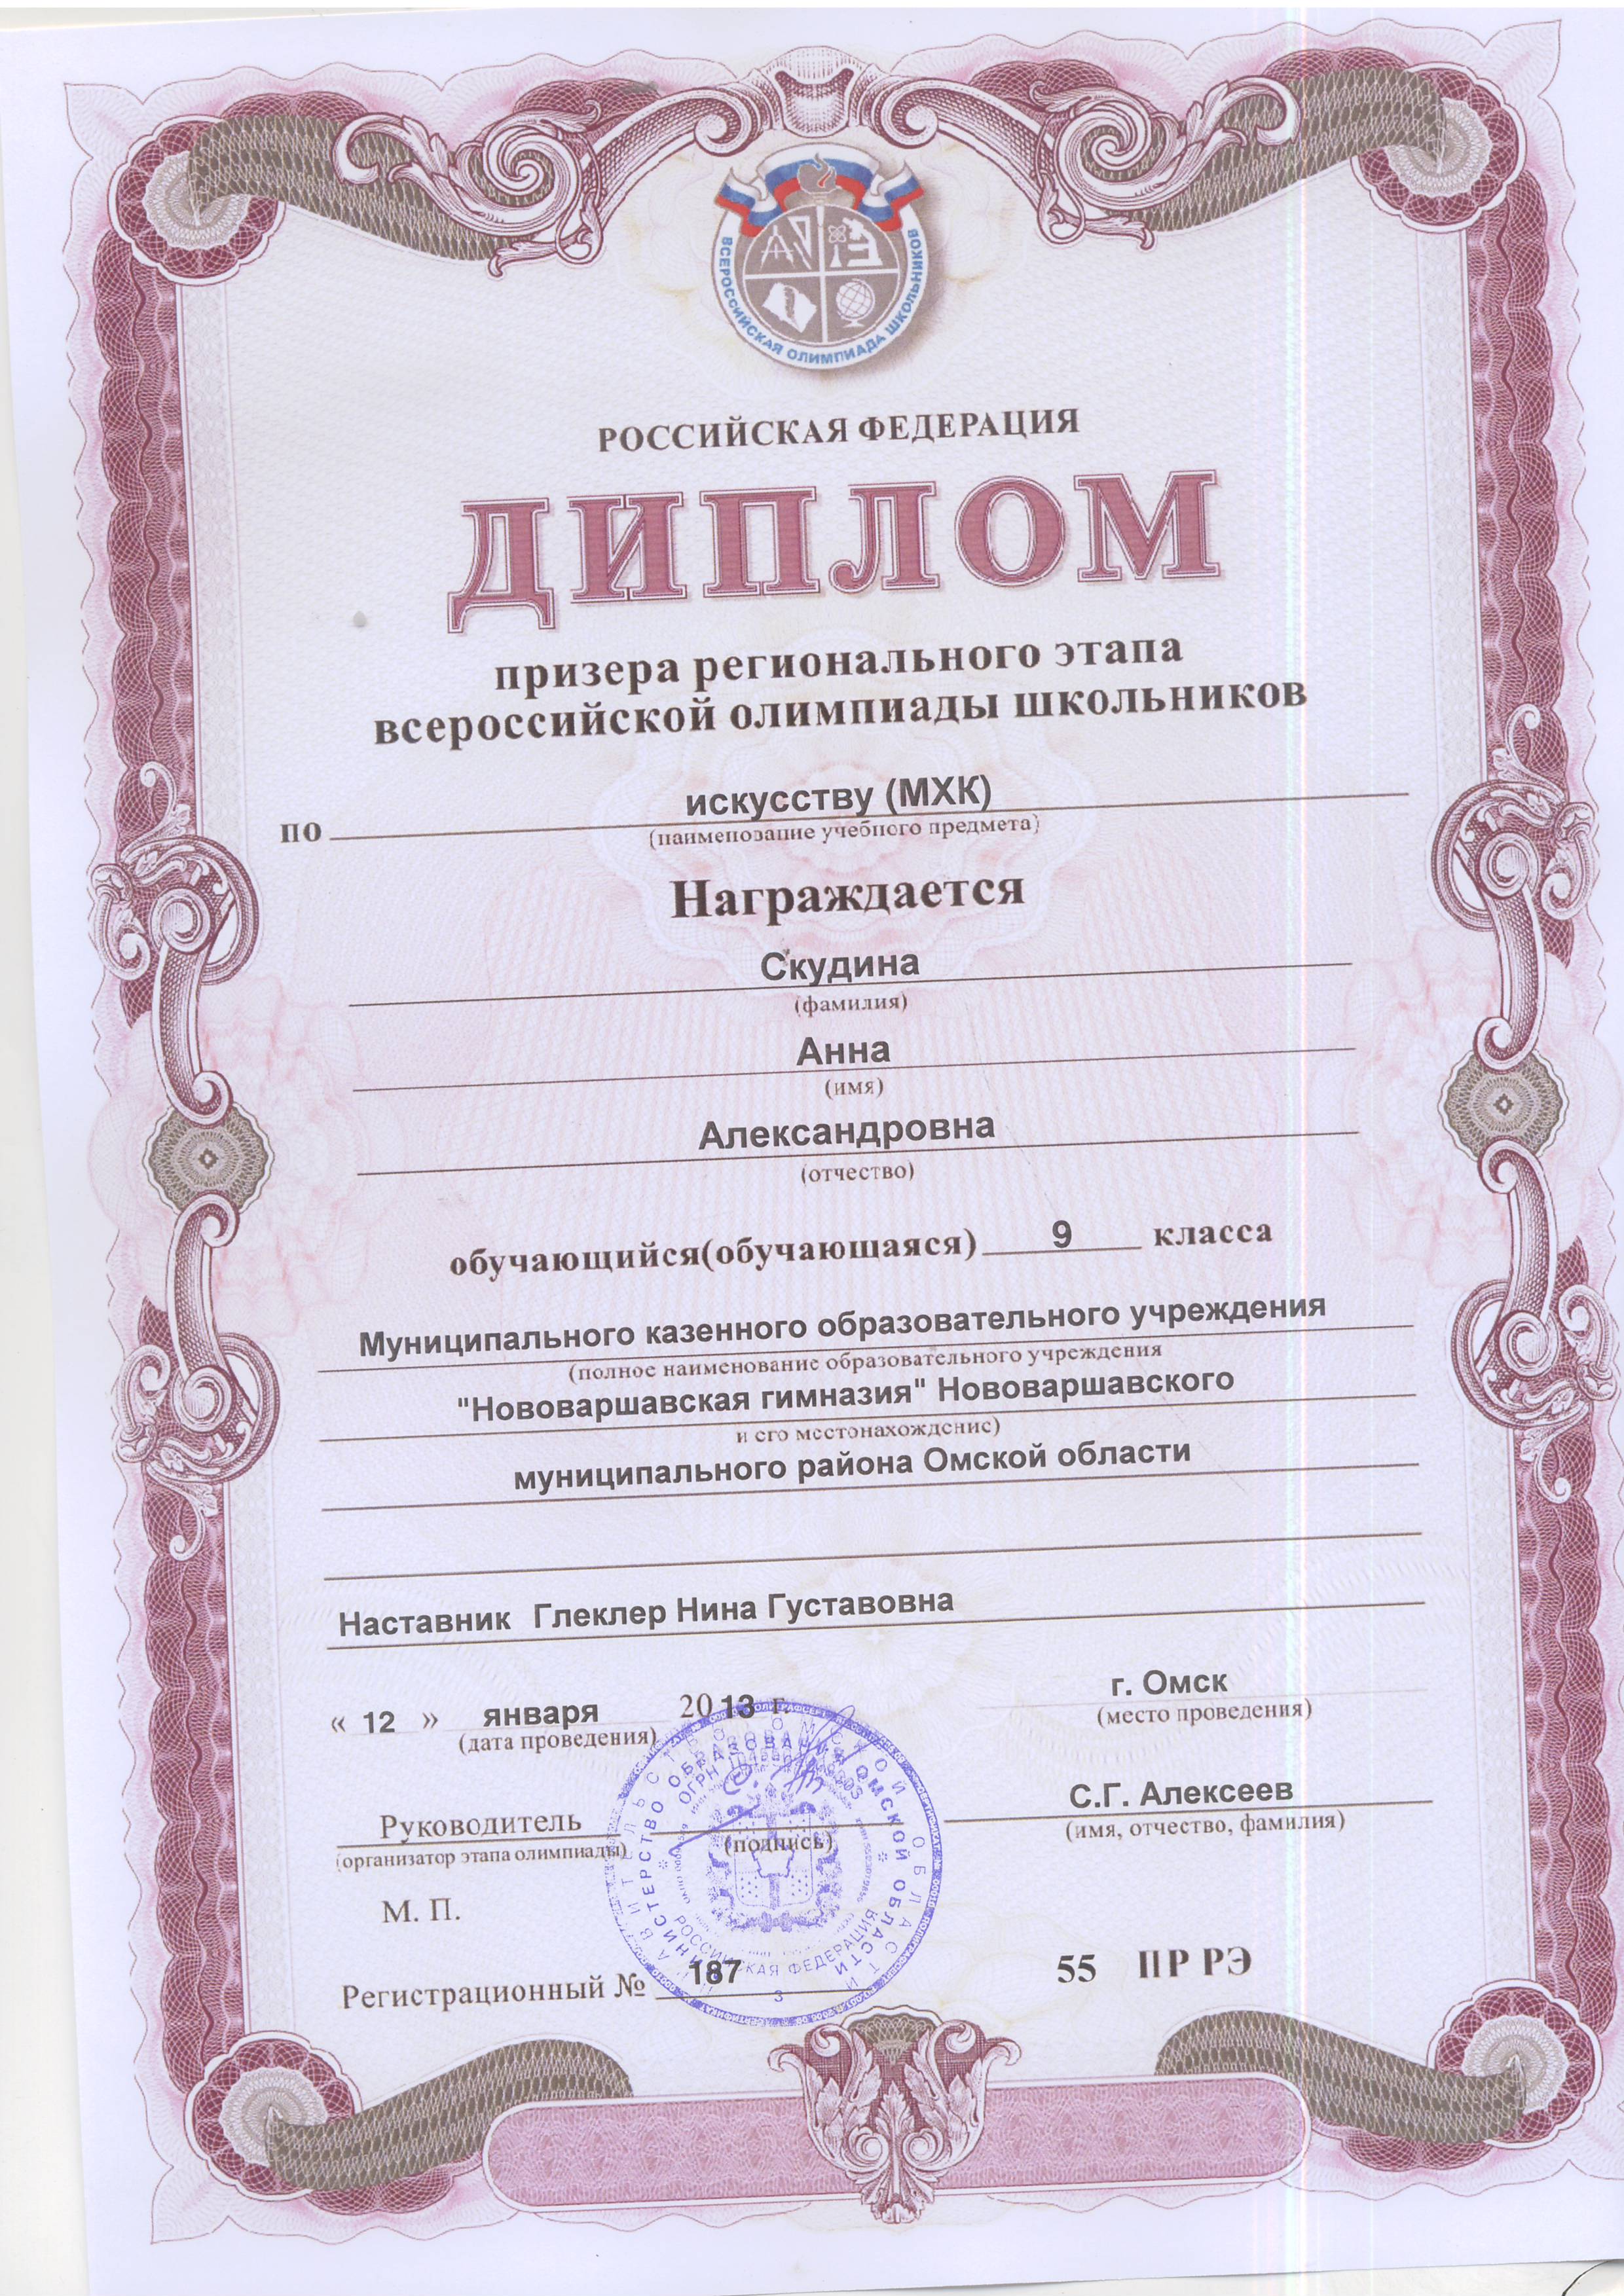 ВСЕРОССИЙСКАЯ ОЛИМПИАДА ШКОЛЬНИКОВ
РОССИЙСКАЯ ФЕДЕРАЦИЯ
ДИПЛОМ
призера регионального этапа
всероссийской олимпиады школьников
по искусству (МХК)
(наименование учебного предмета)
Награждается
Скудина
(фамилия)
Анна
(имя)
Александровна
(отчество)
обучающийся(обучающаяся) 9 класса
Муниципального казенного образовательного учреждения
(полное наименование образовательного учреждения
"Нововаршавская гимназия" Нововаршавского
и его местонахождение)
муниципального района Омской области
Наставник Глеклер Нина Густавовна
« 12 » января 2013 г. г. Омск
(дата проведения) (место проведения)
Руководитель С.Г. Алексеев
(организатор этапа олимпиады) (подпись) (имя, отчество, фамилия)
М. П.
МИНИСТЕРСТВО ОБРАЗОВАНИЯ ОМСКОЙ ОБЛАСТИ
РОССИЙСКАЯ ФЕДЕРАЦИЯ
3
Регистрационный № 187 55 ПР РЭ